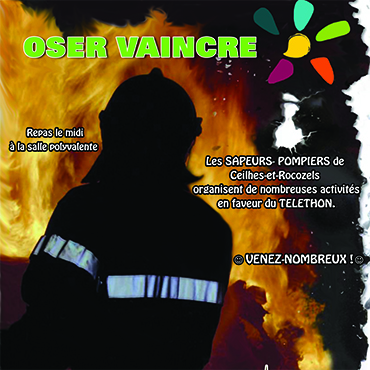 OSER VAINCRE
Repas le midi
à la salle polyvalente
Les SAPEURS- POMPIERS de
Ceilhes-et-Rocozels
organisent de nombreuses activités
en faveur du TELETHON.
☺ VENEZ-NOMBREUX ! ☺